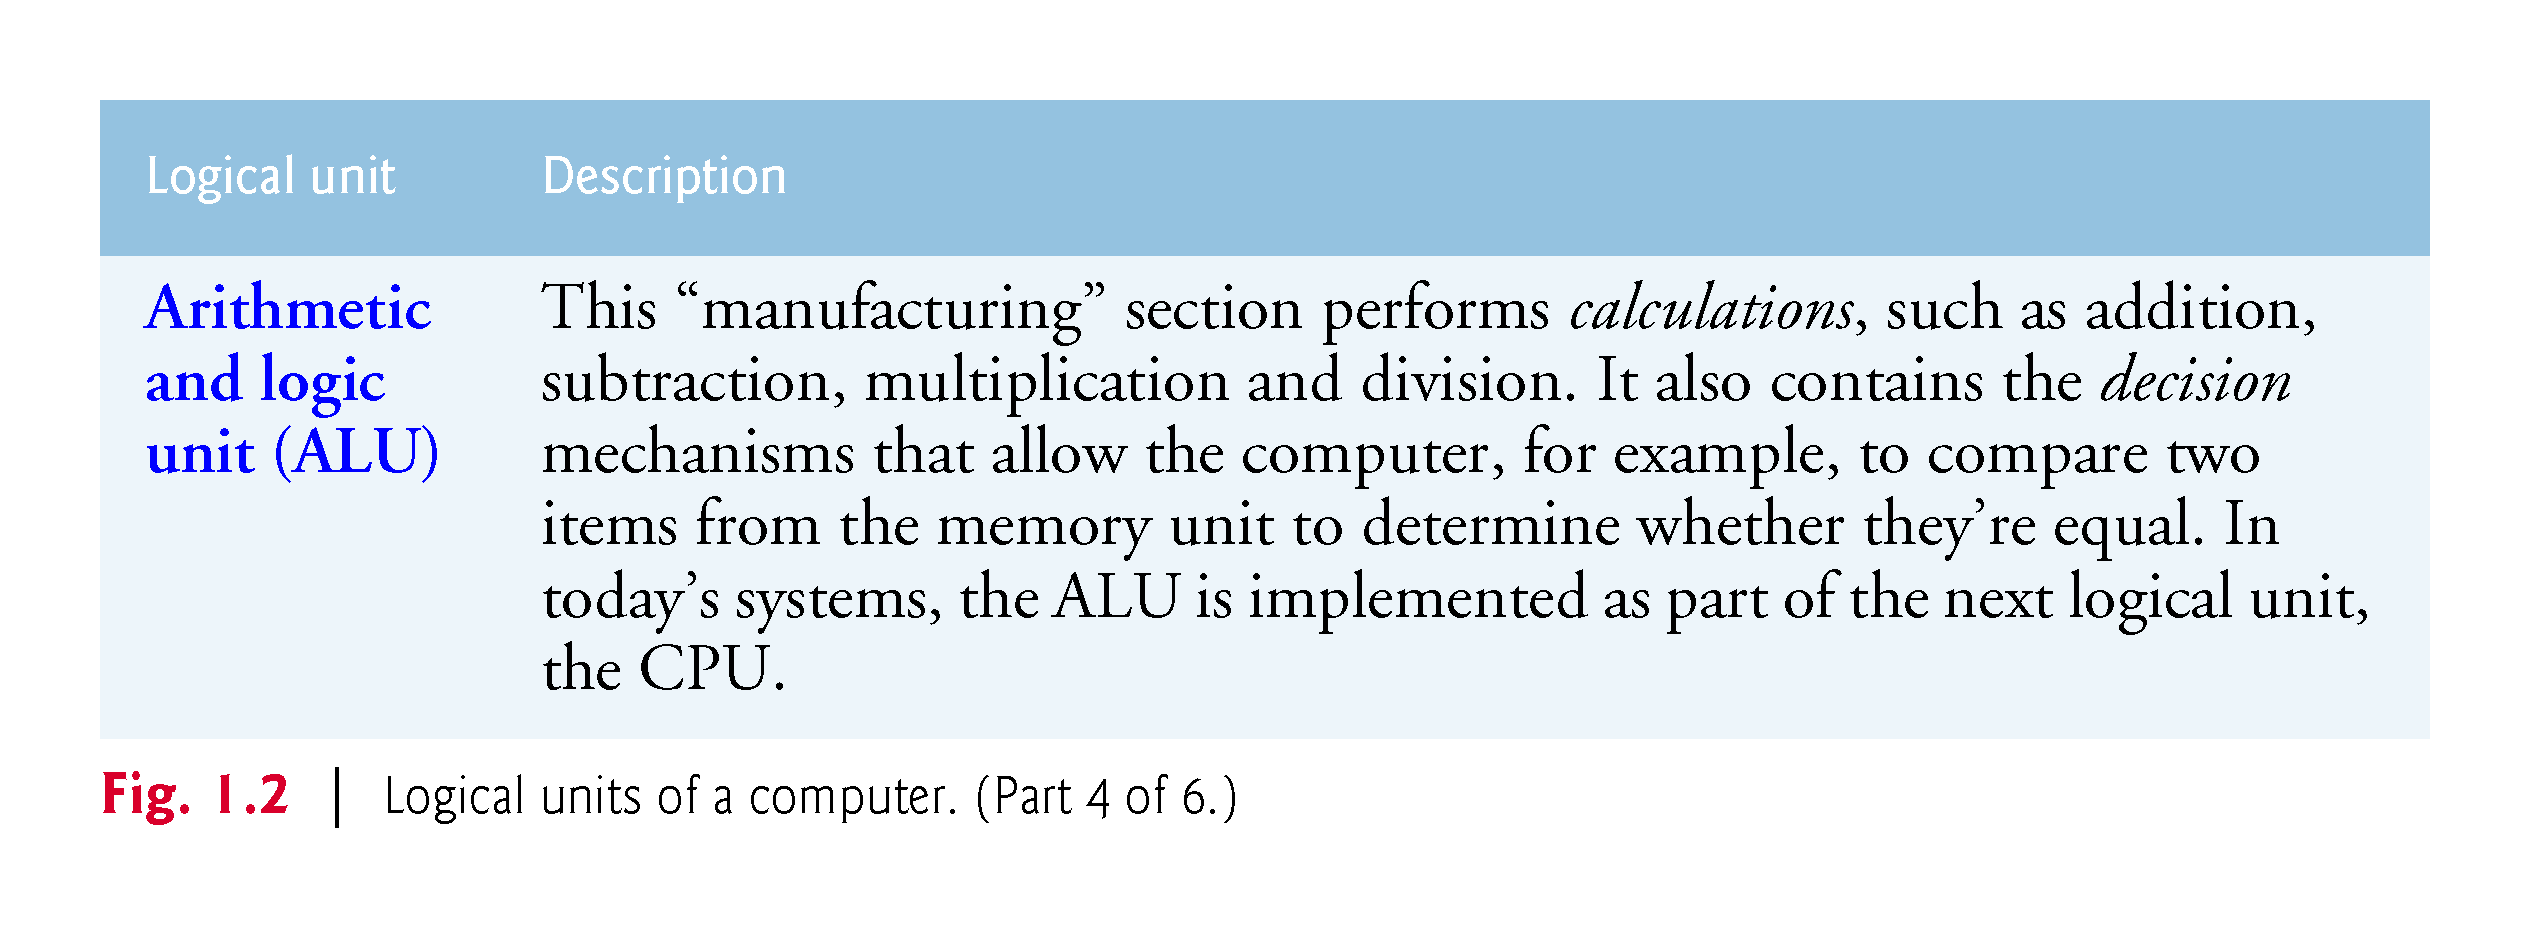 Logical unit Description
Arithmetic and logic unit (ALU)
This “manufacturing” section performs calculations, such as addition,
subtraction, multiplication and division. It also contains the decision
mechanisms that allow the computer, for example, to compare two
items from the memory unit to determine whether they’re equal. In
today’s systems, the ALU is implemented as part of the next logical unit,
the CPU.
Fig. 1.2 | Logical units of a computer. (Part 4 of 6.)